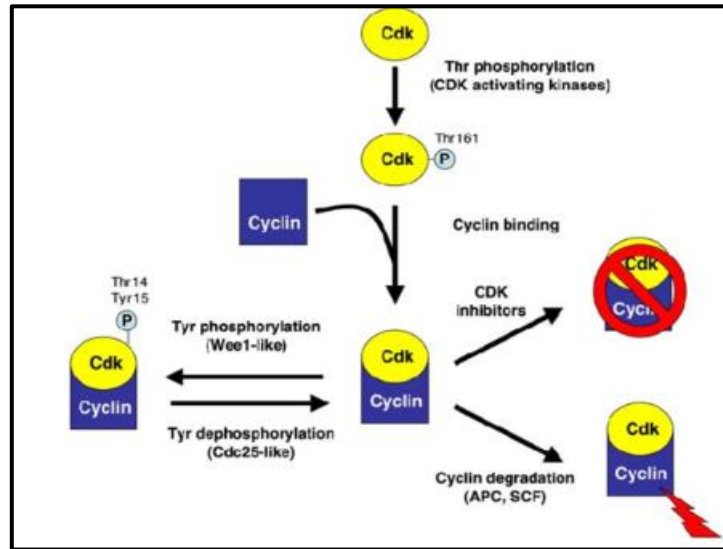 Cdk
Thr phosphorylation
(CDK activating kinases)
Thr161
Cdk
P
Cyclin
Cyclin binding
Cdk
Cyclin
CDK
inhibitors
Thr14
Tyr15
P
Tyr phosphorylation
(Wee1-like)
Cdk
Cyclin
Cdk
Cyclin
Tyr dephosphorylation
(Cdc25-like)
Cdk
Cyclin
Cyclin degradation
(APC, SCF)